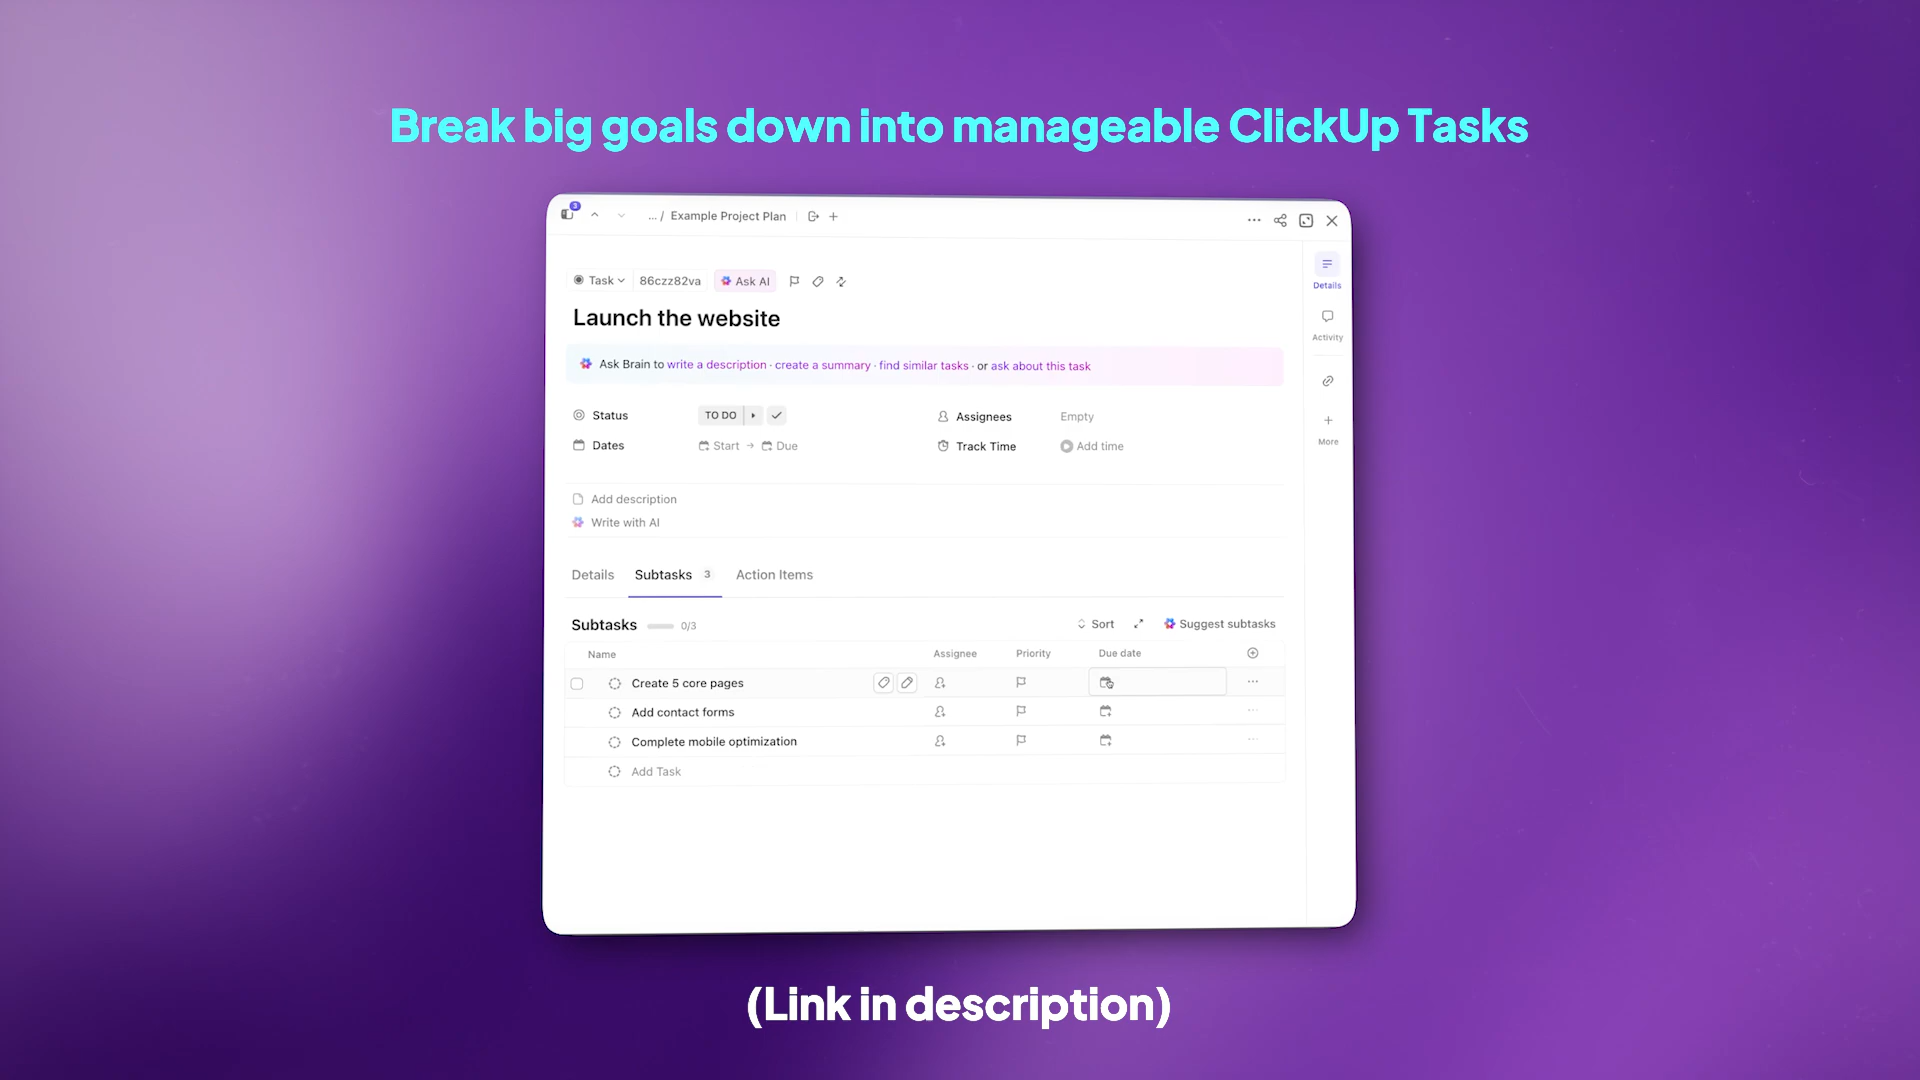 Break big goals down into manageable ClickUp Tasks
3
... / Example Project Plan
Task 86czz82va Ask AI
Details
Launch the website
Activity
Ask Brain to write a description · create a summary · find similar tasks · or ask about this task
Status TO DO Assignees Empty
Dates Start → Due Track Time Add time
More
Add description
Write with AI
Details Subtasks 3 Action Items
Subtasks 0/3 Sort Suggest subtasks
Name Assignee Priority Due date
Create 5 core pages
Add contact forms
Complete mobile optimization
Add Task
(Link in description)